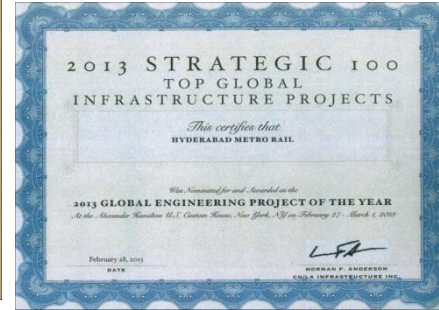 2013 STRATEGIC 100
TOP GLOBAL
INFRASTRUCTURE PROJECTS
This certifies that
HYDERABAD METRO RAIL
Was Nominated for and Awarded as the
2013 GLOBAL ENGINEERING PROJECT OF THE YEAR
At the Alexander Hamilton U.S. Custom House, New York, NY on February 27 - March 1, 2013
February 28, 2013
DATE
NORMAN F. ANDERSON
CG/LA INFRASTRUCTURE INC.